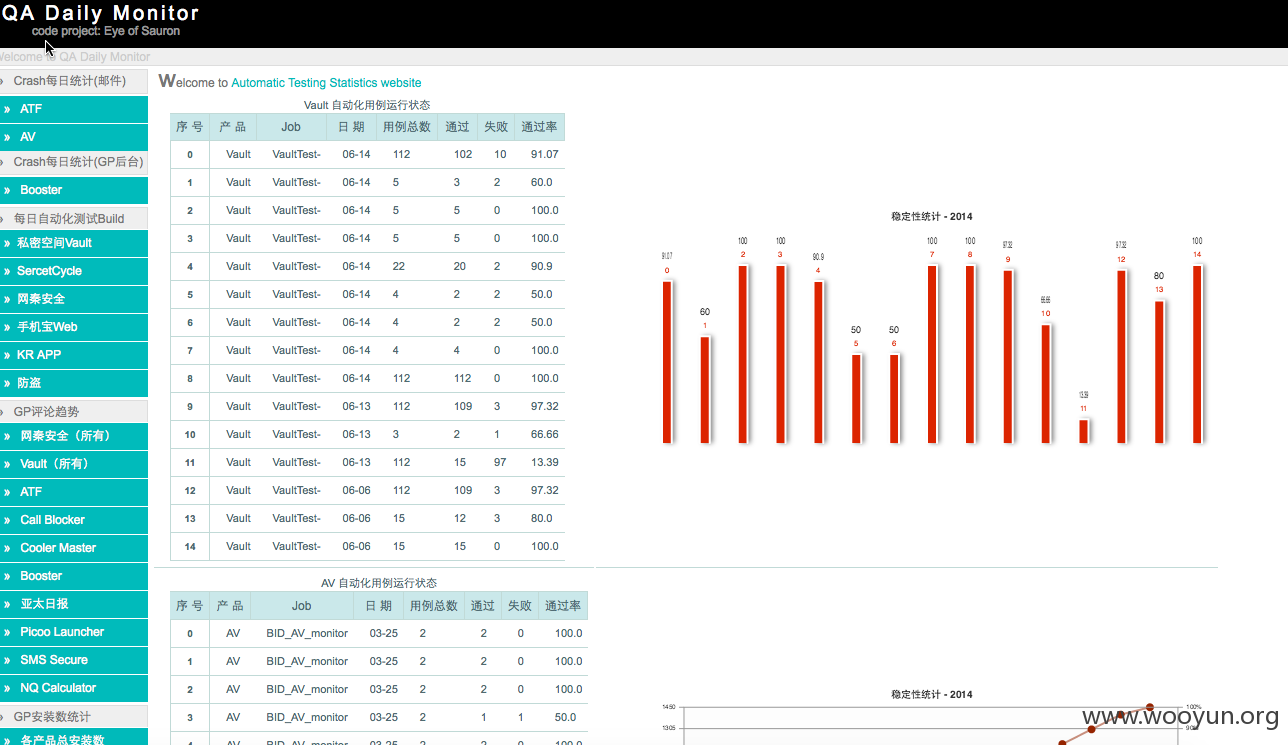 QA Daily Monitor
code project: Eye of Sauron
Welcome to QA Daily Monitor
» Crash每日统计(邮件)
» ATF
» AV
» Crash每日统计(GP后台)
» Booster
» 每日自动化测试Build
» 私密空间Vault
» SercetCycle
» 网秦安全
» 手机宝Web
» KR APP
» 防盗
» GP评论趋势
» 网秦安全（所有）
» Vault（所有）
» ATF
» Call Blocker
» Cooler Master
» Booster
» 亚太日报
» Picoo Launcher
» SMS Secure
» NQ Calculator
» GP安装数统计
» 各产品总安装数
Welcome to Automatic Testing Statistics website
Vault 自动化用例运行状态
序 号 产 品 Job 日 期 用例总数 通过 失败 通过率
0 Vault VaultTest- 06-14 112 102 10 91.07
1 Vault VaultTest- 06-14 5 3 2 60.0
2 Vault VaultTest- 06-14 5 5 0 100.0
3 Vault VaultTest- 06-14 5 5 0 100.0
4 Vault VaultTest- 06-14 22 20 2 90.9
5 Vault VaultTest- 06-14 4 2 2 50.0
6 Vault VaultTest- 06-14 4 2 2 50.0
7 Vault VaultTest- 06-14 4 4 0 100.0
8 Vault VaultTest- 06-14 112 112 0 100.0
9 Vault VaultTest- 06-13 112 109 3 97.32
10 Vault VaultTest- 06-13 3 2 1 66.66
11 Vault VaultTest- 06-13 112 15 97 13.39
12 Vault VaultTest- 06-06 112 109 3 97.32
13 Vault VaultTest- 06-06 15 12 3 80.0
14 Vault VaultTest- 06-06 15 15 0 100.0
稳定性统计 - 2014
91.07 60 100 100 90.9 50 50 100 100 97.32 66.66 13.39 97.32 80 100
0 1 2 3 4 5 6 7 8 9 10 11 12 13 14
AV 自动化用例运行状态
序 号 产 品 Job 日 期 用例总数 通过 失败 通过率
0 AV BID_AV_monitor 03-25 2 2 0 100.0
1 AV BID_AV_monitor 03-25 2 2 0 100.0
2 AV BID_AV_monitor 03-25 2 2 0 100.0
3 AV BID_AV_monitor 03-25 2 1 1 50.0
4 AV BID_AV_monitor 03-25 2 2 0 100.0
稳定性统计 - 2014
14.50 100%
13.05 90%
www.wooyun.org